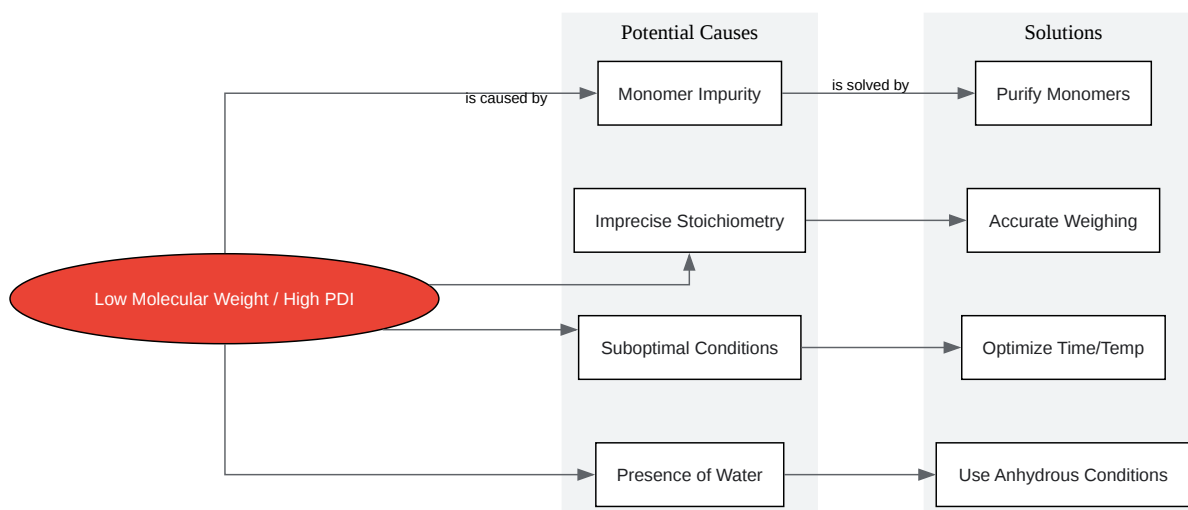 Potential Causes
Solutions
Monomer Impurity
is solved by
Purify Monomers
is caused by
Imprecise Stoichiometry
Accurate Weighing
Low Molecular Weight / High PDI
Suboptimal Conditions
Optimize Time/Temp
Presence of Water
Use Anhydrous Conditions